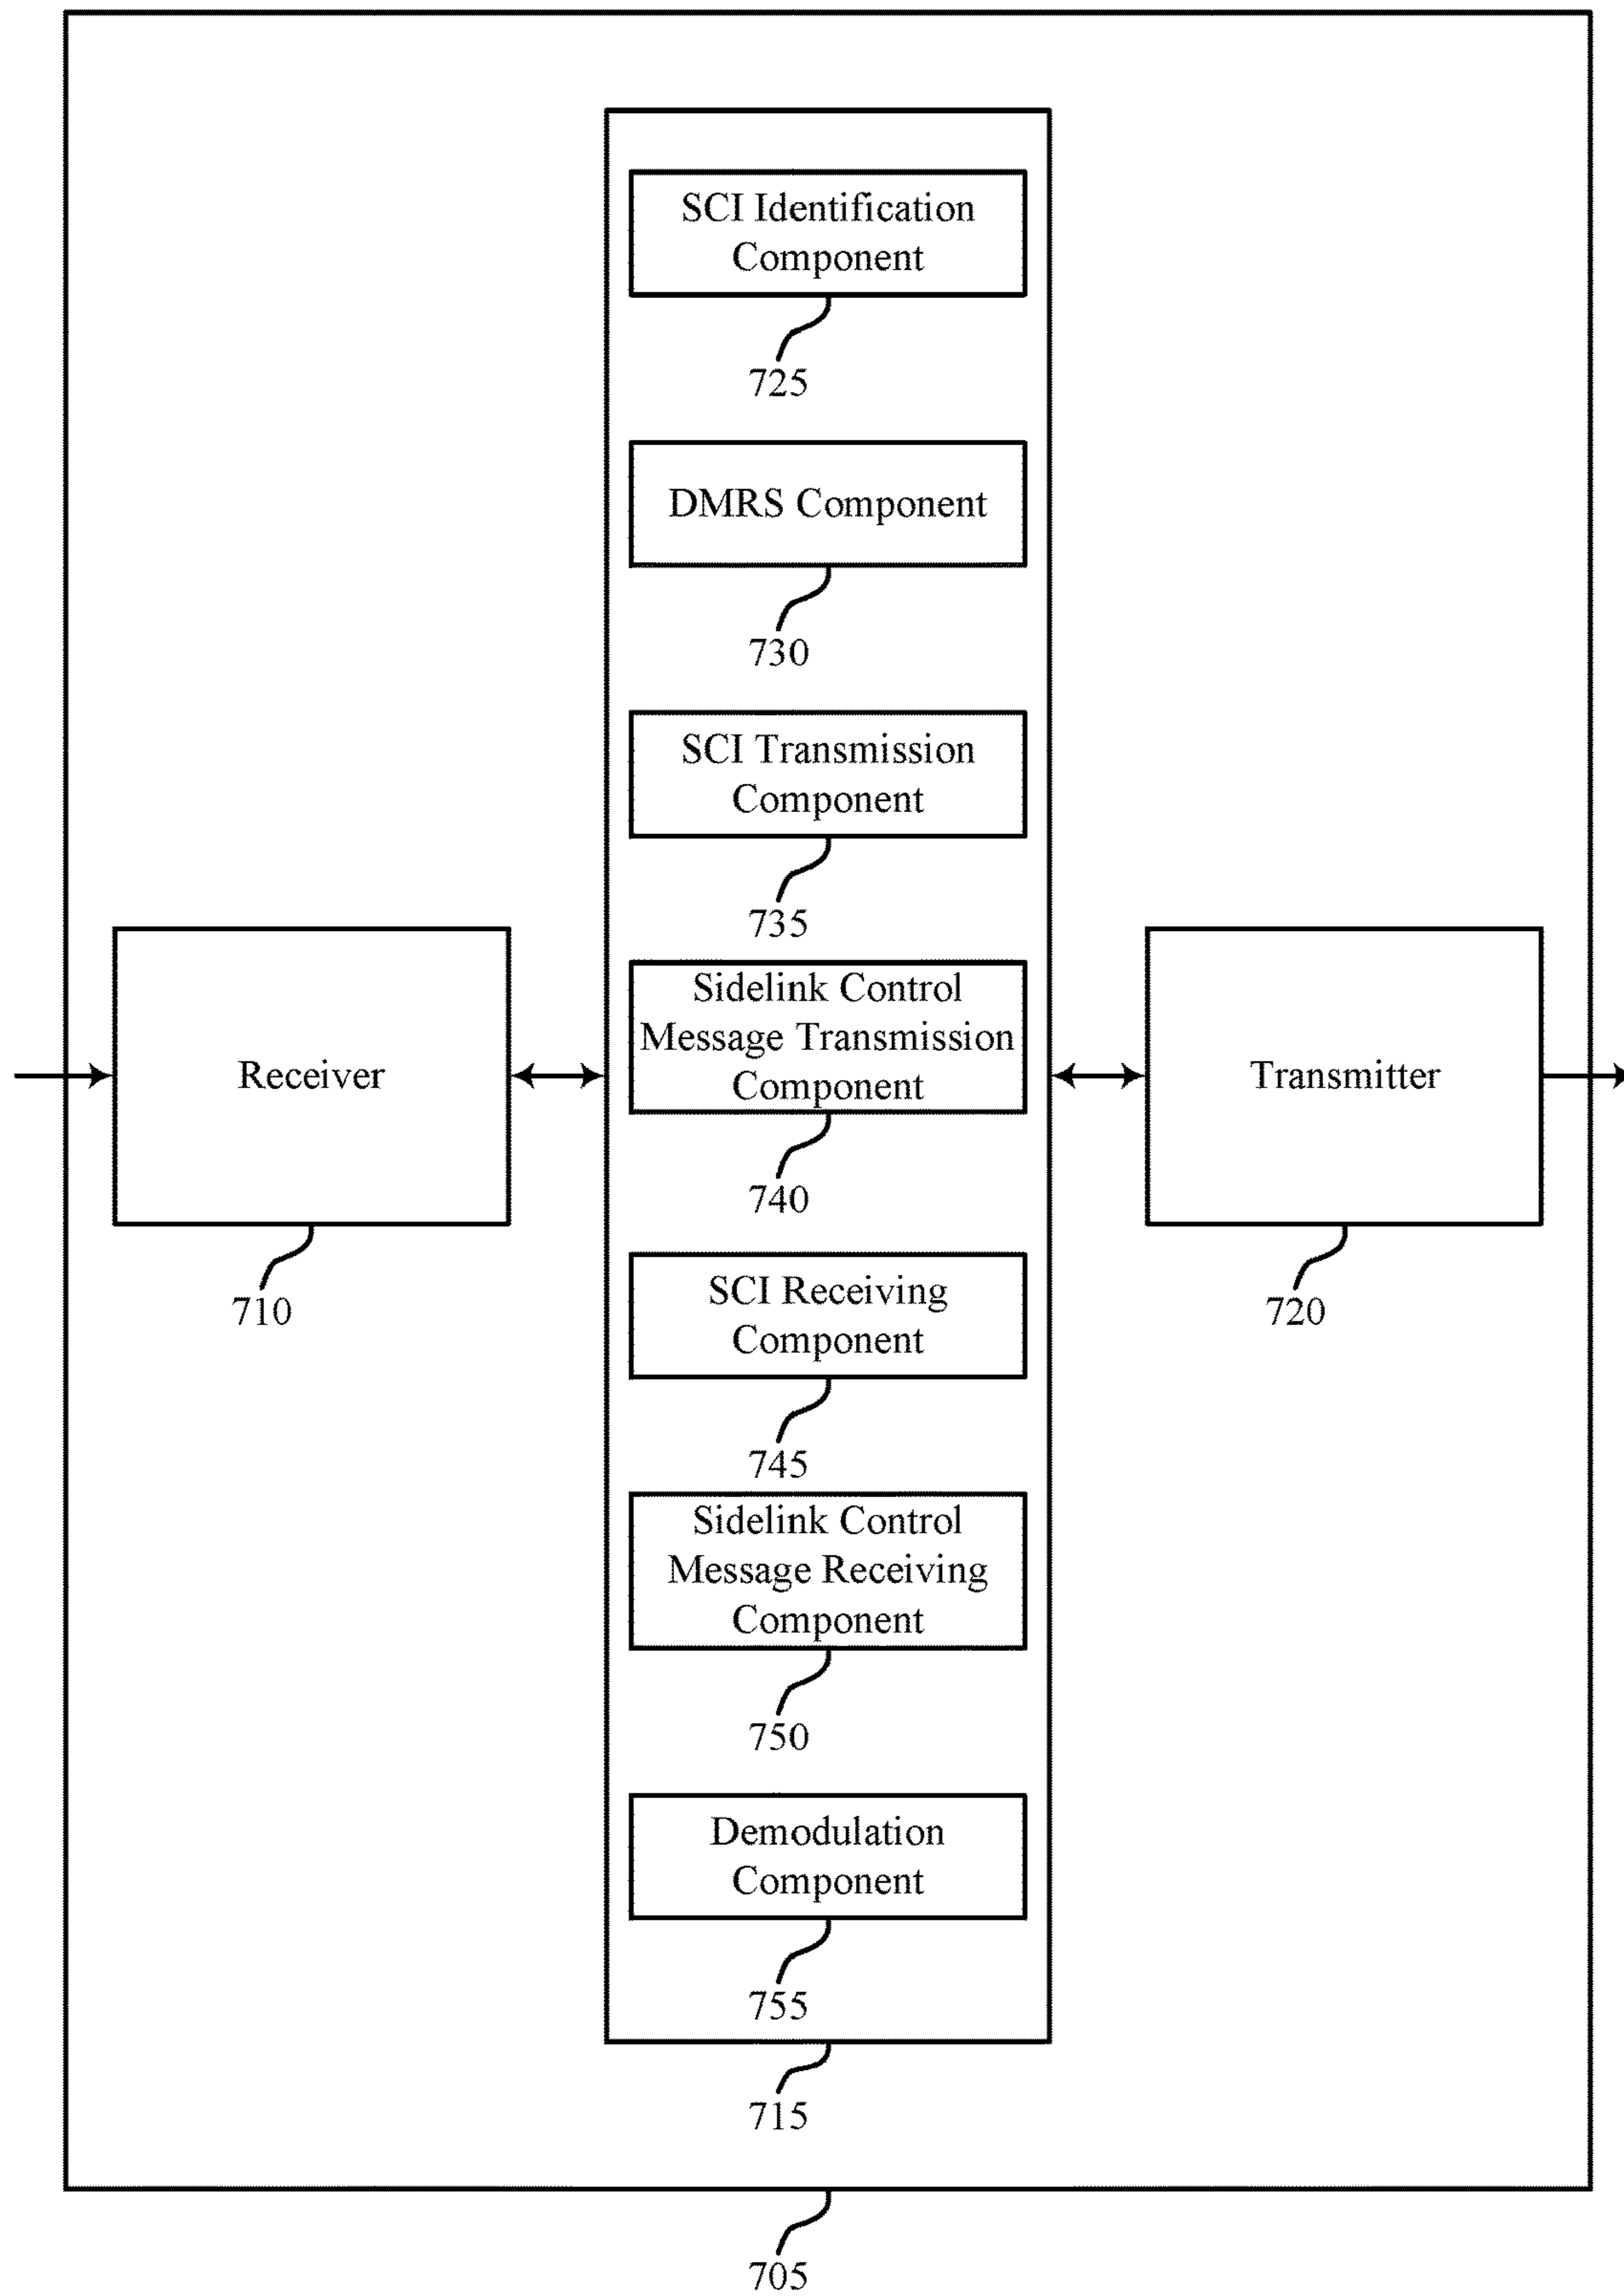 SCI Identification
Component
725
DMRS Component
730
SCI Transmission
Component
735
Receiver
710
Sidelink Control
Message Transmission
Component
740
Transmitter
720
SCI Receiving
Component
745
Sidelink Control
Message Receiving
Component
750
Demodulation
Component
755
715
705